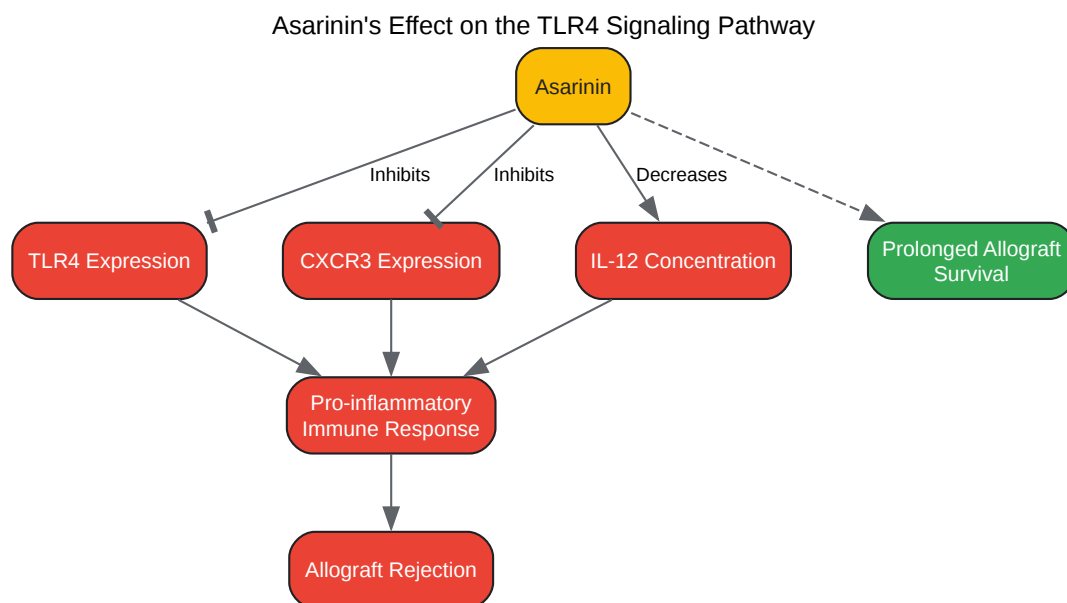 Asarinin's Effect on the TLR4 Signaling Pathway
Asarinin
Inhibits
Inhibits
Decreases
TLR4 Expression
CXCR3 Expression
IL-12 Concentration
Prolonged Allograft
Survival
Pro-inflammatory
Immune Response
Allograft Rejection